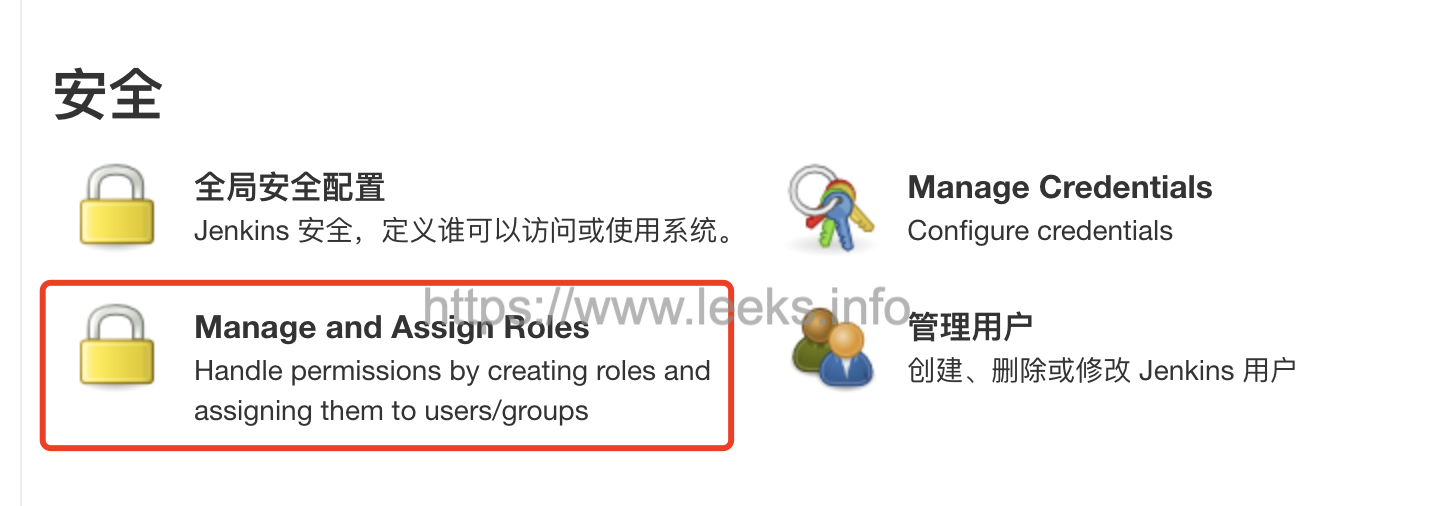 安全
全局安全配置
Jenkins 安全，定义谁可以访问或使用系统。
Manage Credentials
Configure credentials
https://www.leeks.info
Manage and Assign Roles
Handle permissions by creating roles and
assigning them to users/groups
管理用户
创建、删除或修改 Jenkins 用户